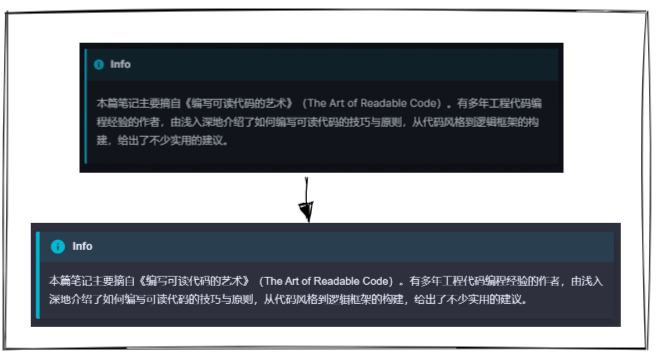 Info
本篇笔记主要摘自《编写可读代码的艺术》（The Art of Readable Code）。有多年工程代码编
程经验的作者，由浅入深地介绍了如何编写可读代码的技巧与原则，从代码风格到逻辑框架的构
建，给出了不少实用的建议。
Info
本篇笔记主要摘自《编写可读代码的艺术》（The Art of Readable Code）。有多年工程代码编程经验的作者，由浅入
深地介绍了如何编写可读代码的技巧与原则，从代码风格到逻辑框架的构建，给出了不少实用的建议。